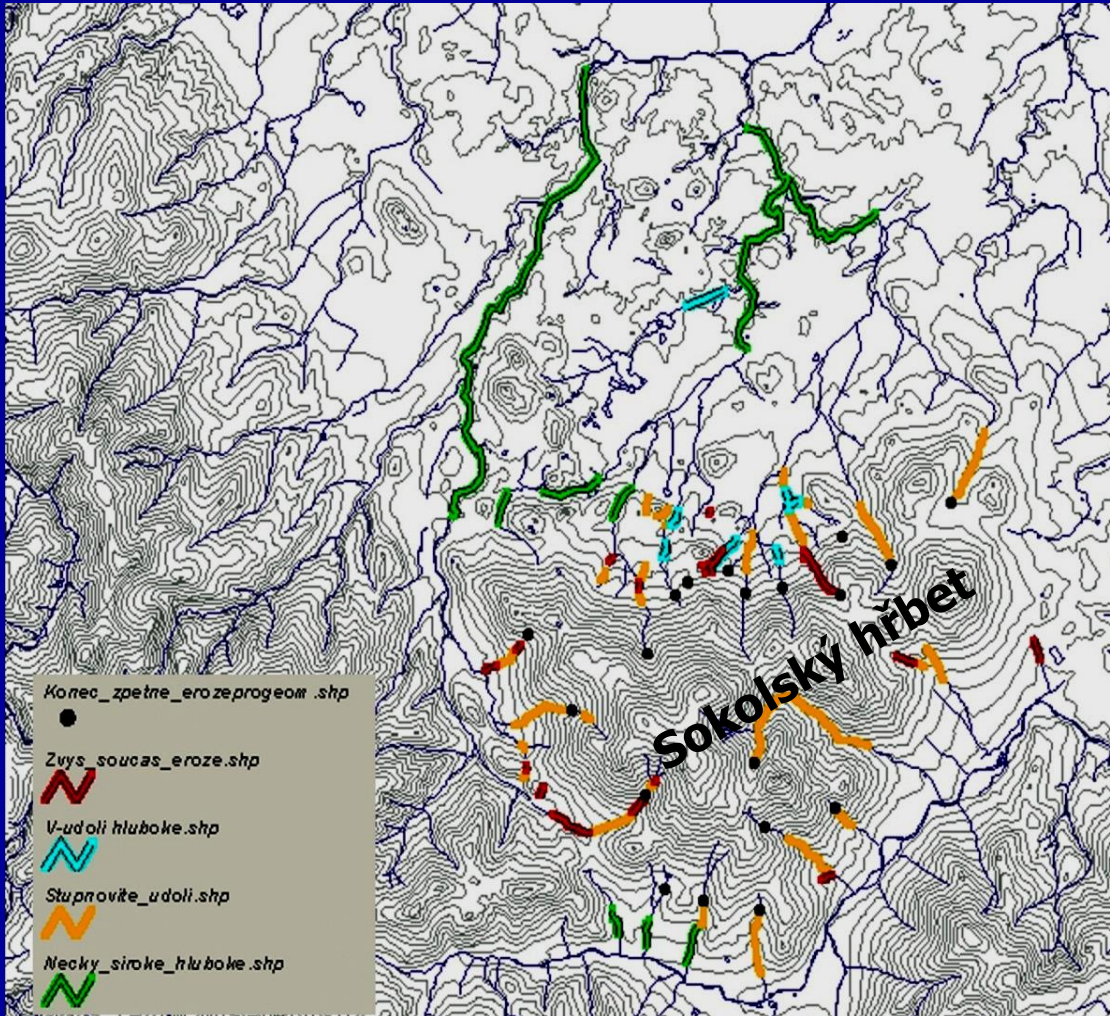 Sokolský hřbet
Konec_zpetne_erozeprogeom.shp
Zvys_soucas_eroze.shp
V-udoli hluboke.shp
Stupnovite_udoli.shp
Necky_siroke_hluboke.shp